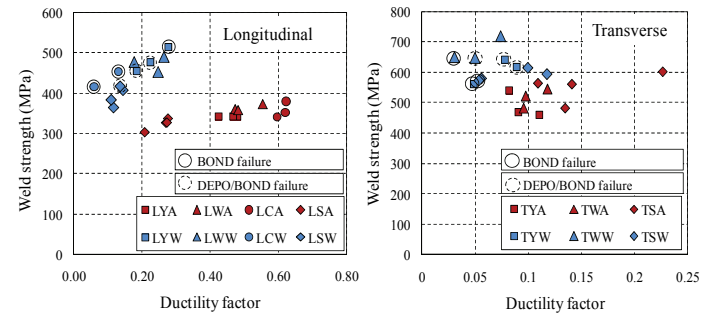 Longitudinal
Weld strength (MPa)
600
500
400
300
200
100
0
BOND failure
DEPO/BOND failure
LYA LWA LCA LSA
LYW LWW LCW LSW
0.00 0.20 0.40 0.60 0.80
Ductility factor
Transverse
Weld strength (MPa)
800
700
600
500
400
300
200
100
0
BOND failure
DEPO/BOND failure
TYA TWA TSA
TYW TWW TSW
0 0.05 0.1 0.15 0.2 0.25
Ductility factor